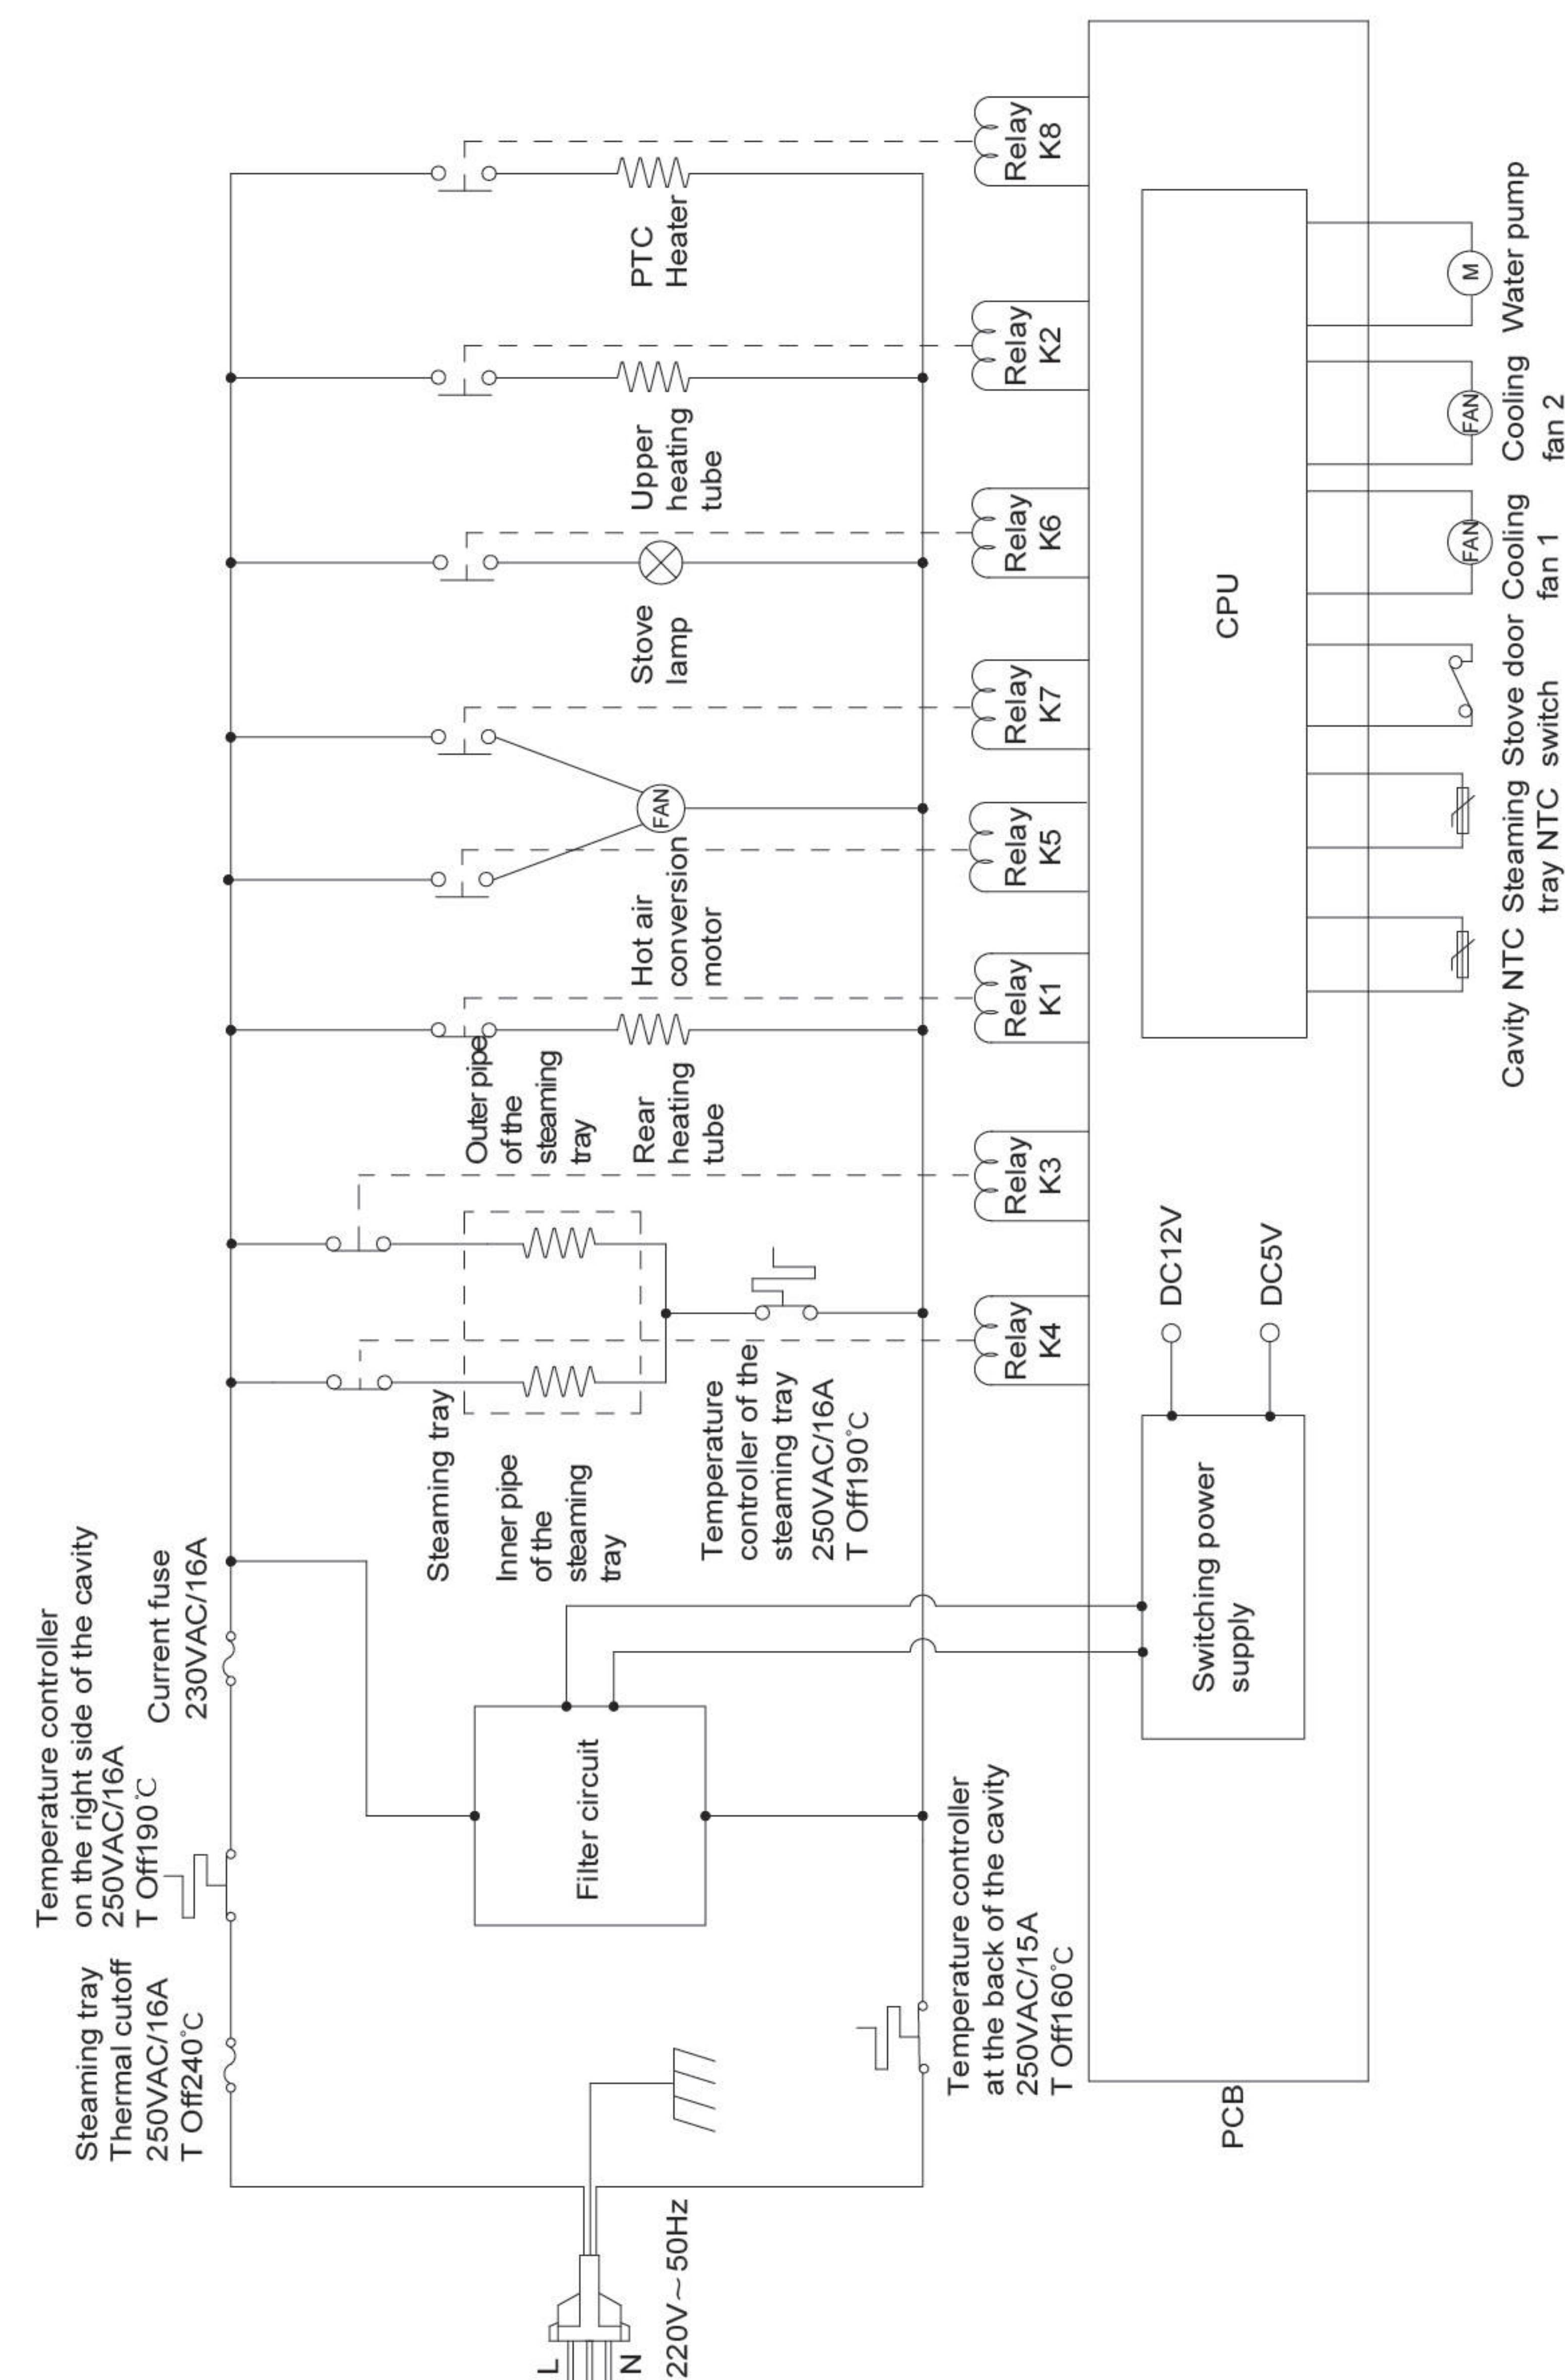 Steaming tray
Thermal cutoff
250VAC/16A
T Off240℃
Temperature controller
on the right side of the cavity
250VAC/16A
T Off190℃
Current fuse
230VAC/16A
L
N
220V~50Hz
Filter circuit
Steaming tray
Inner pipe
of the
steaming
tray
Outer pipe
of the
steaming
tray
Temperature
controller of the
steaming tray
250VAC/16A
T Off190℃
Rear
heating
tube
Hot air
conversion
motor
FAN
Stove
lamp
Upper
heating
tube
PTC
Heater
Temperature controller
at the back of the cavity
250VAC/15A
T Off160℃
Relay
K4
Relay
K3
Relay
K1
Relay
K5
Relay
K7
Relay
K6
Relay
K2
Relay
K8
PCB
Switching power
supply
DC12V
DC5V
CPU
FAN
FAN
M
Cavity NTC
Steaming
tray NTC
Stove door
switch
Cooling
fan 1
Cooling
fan 2
Water pump